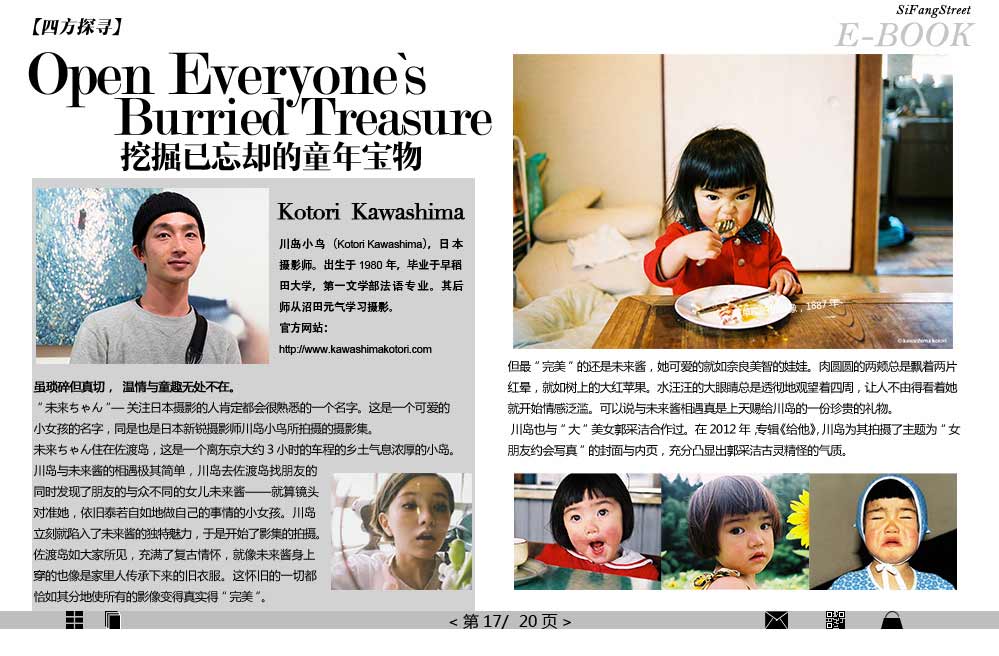 【四方探寻】
SiFangStreet
E-BOOK
Open Everyone`s
Burried Treasure
挖掘已忘却的童年宝物
Kotori Kawashima
川岛小鸟（Kotori Kawashima），日本
摄影师。出生于 1980 年，毕业于早稻
田大学，第一文学部法语专业。其后
师从沼田元气学习摄影。
官方网站：
http://www.kawashimakotori.com
虽琐碎但真切， 温情与童趣无处不在。
“未来ちゃん”— 关注日本摄影的人肯定都会很熟悉的一个名字。这是一个可爱的
小女孩的名字，同是也是日本新锐摄影师川岛小鸟所拍摄的摄影集。
未来ちゃん住在佐渡岛，这是一个离东京大约 3 小时的车程的乡土气息浓厚的小岛。
川岛与未来酱的相遇极其简单，川岛去佐渡岛找朋友的
同时发现了朋友的与众不同的女儿未来酱——就算镜头
对准她，依旧泰若自如地做自己的事情的小女孩。川岛
立刻就陷入了未来酱的独特魅力，于是开始了影集的拍摄。
佐渡岛如大家所见，充满了复古情怀，就像未来酱身上
穿的也像是家里人传承下来的旧衣服。这怀旧的一切都
恰如其分地使所有的影像变得真实得“完美”。
像，1887 年-
©kawashima kotori
但最“完美”的还是未来酱，她可爱的就如奈良美智的娃娃。肉圆圆的两颊总是飘着两片
红晕，就如树上的大红苹果。水汪汪的大眼睛总是透彻地观望着四周，让人不由得看着她
就开始情感泛滥。可以说与未来酱相遇真是上天赐给川岛的一份珍贵的礼物。
川岛也与“大”美女郭采洁合作过。在 2012 年，专辑《给他》，川岛为其拍摄了主题为“女
朋友约会写真”的封面与内页，充分凸显出郭采洁古灵精怪的气质。
< 第 17/ 20 页 >